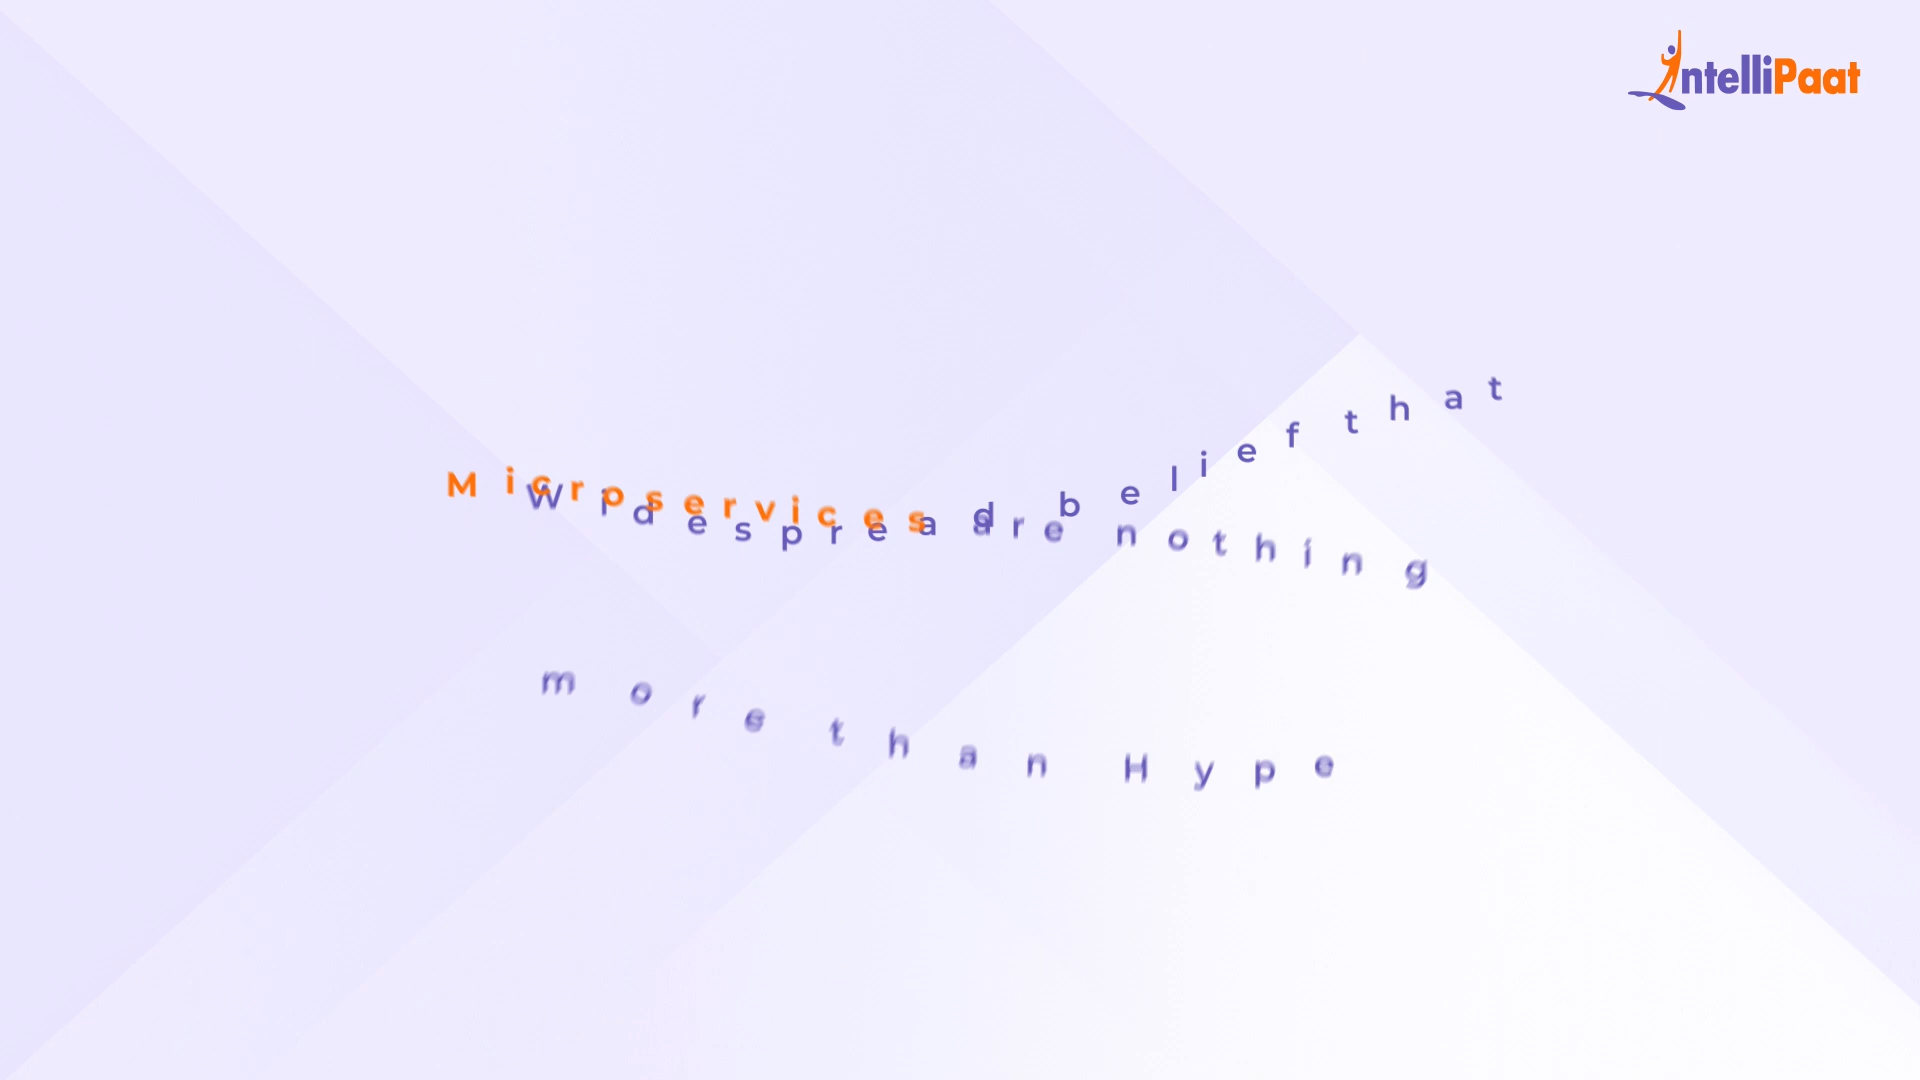 IntelliPaat
Widespread belief that
Microservices are nothing
more than Hype